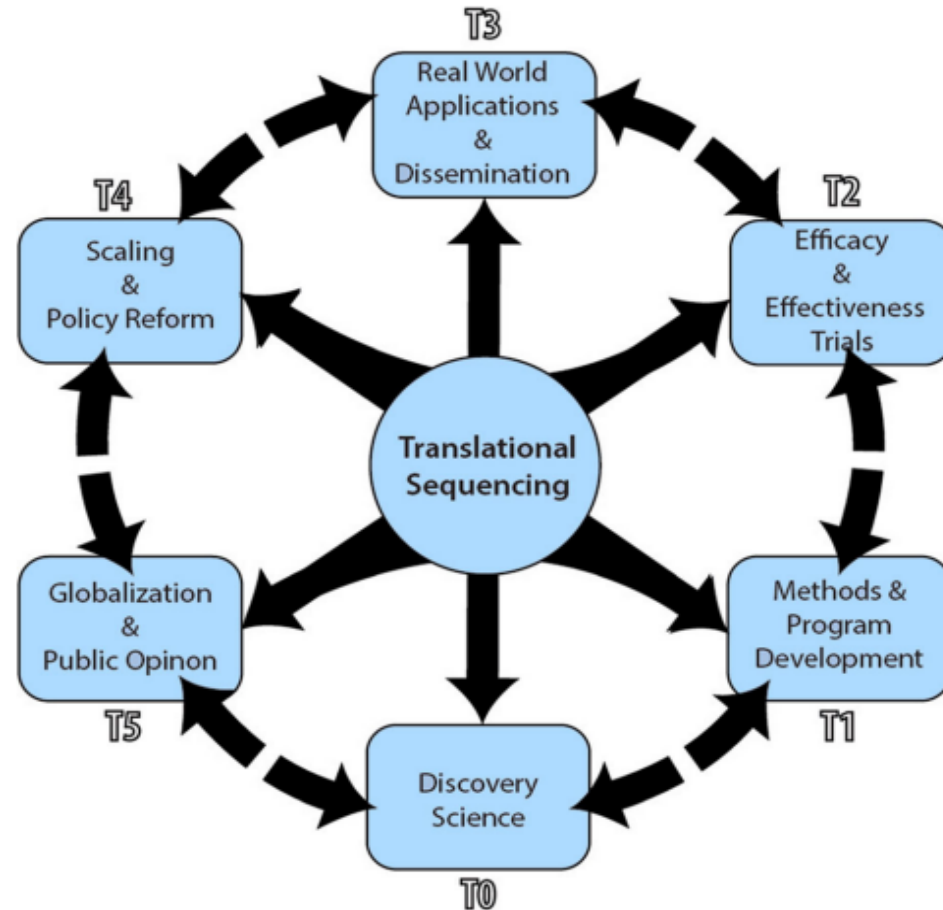 T3
Real World
Applications
&
Dissemination
T4
Scaling
&
Policy Reform
T2
Efficacy
&
Effectiveness
Trials
Translational
Sequencing
Globalization
&
Public Opinon
T5
Methods &
Program
Development
T1
Discovery
Science
T0